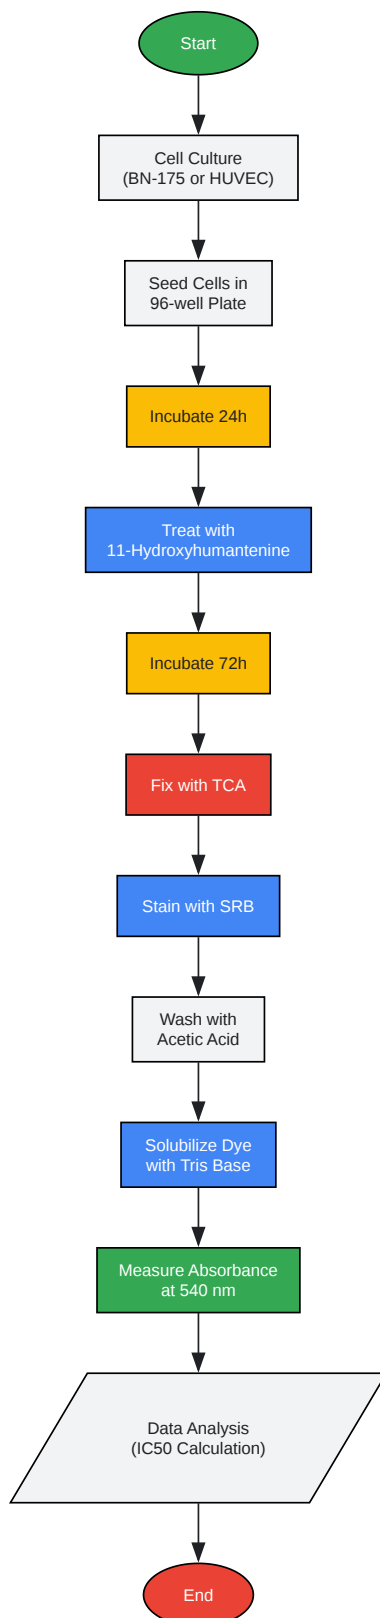 Start
Cell Culture
(BN-175 or HUVEC)
Seed Cells in
96-well Plate
Incubate 24h
Treat with
11-Hydroxyhumantenine
Incubate 72h
Fix with TCA
Stain with SRB
Wash with
Acetic Acid
Solubilize Dye
with Tris Base
Measure Absorbance
at 540 nm
Data Analysis
(IC50 Calculation)
End